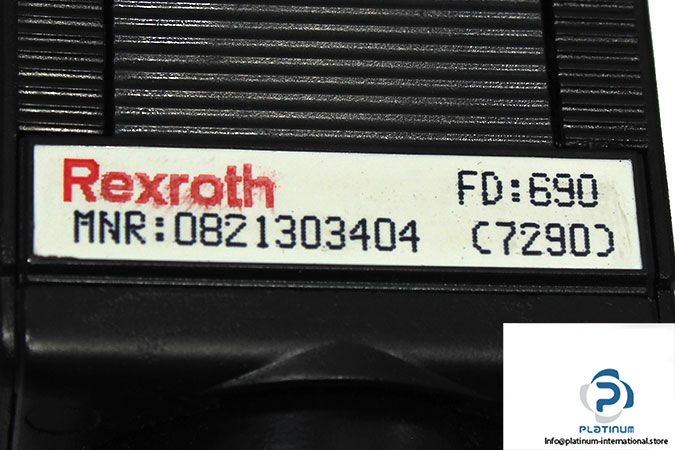 Rexroth FD:690
MNR:0821303404 (7290)
PLATINUM
Info@platinum-international.store